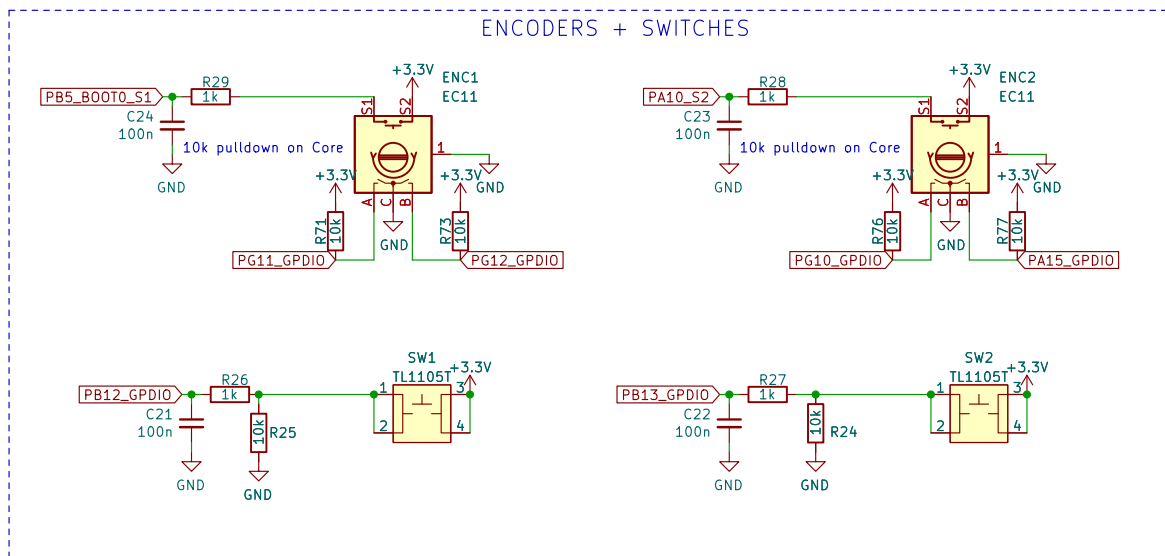 ENCODERS + SWITCHES
+3.3V
ENC1
EC11
PB5_BOOT0_S1
R29
1k
S1
S2
C24
100n
10k pulldown on Core
GND
1
GND
+3.3V
+3.3V
A
C
B
R71
10k
GND
R73
10k
PG11_GPDIO
PG12_GPDIO
+3.3V
ENC2
EC11
PA10_S2
R28
1k
S1
S2
C23
100n
10k pulldown on Core
GND
1
GND
+3.3V
+3.3V
A
C
B
R76
10k
GND
R77
10k
PG10_GPDIO
PA15_GPDIO
SW1
TL1105T
+3.3V
PB12_GPDIO
R26
1k
1
3
2
4
C21
100n
10k
R25
GND
GND
SW2
TL1105T
+3.3V
PB13_GPDIO
R27
1k
1
3
2
4
C22
100n
10k
R24
GND
GND